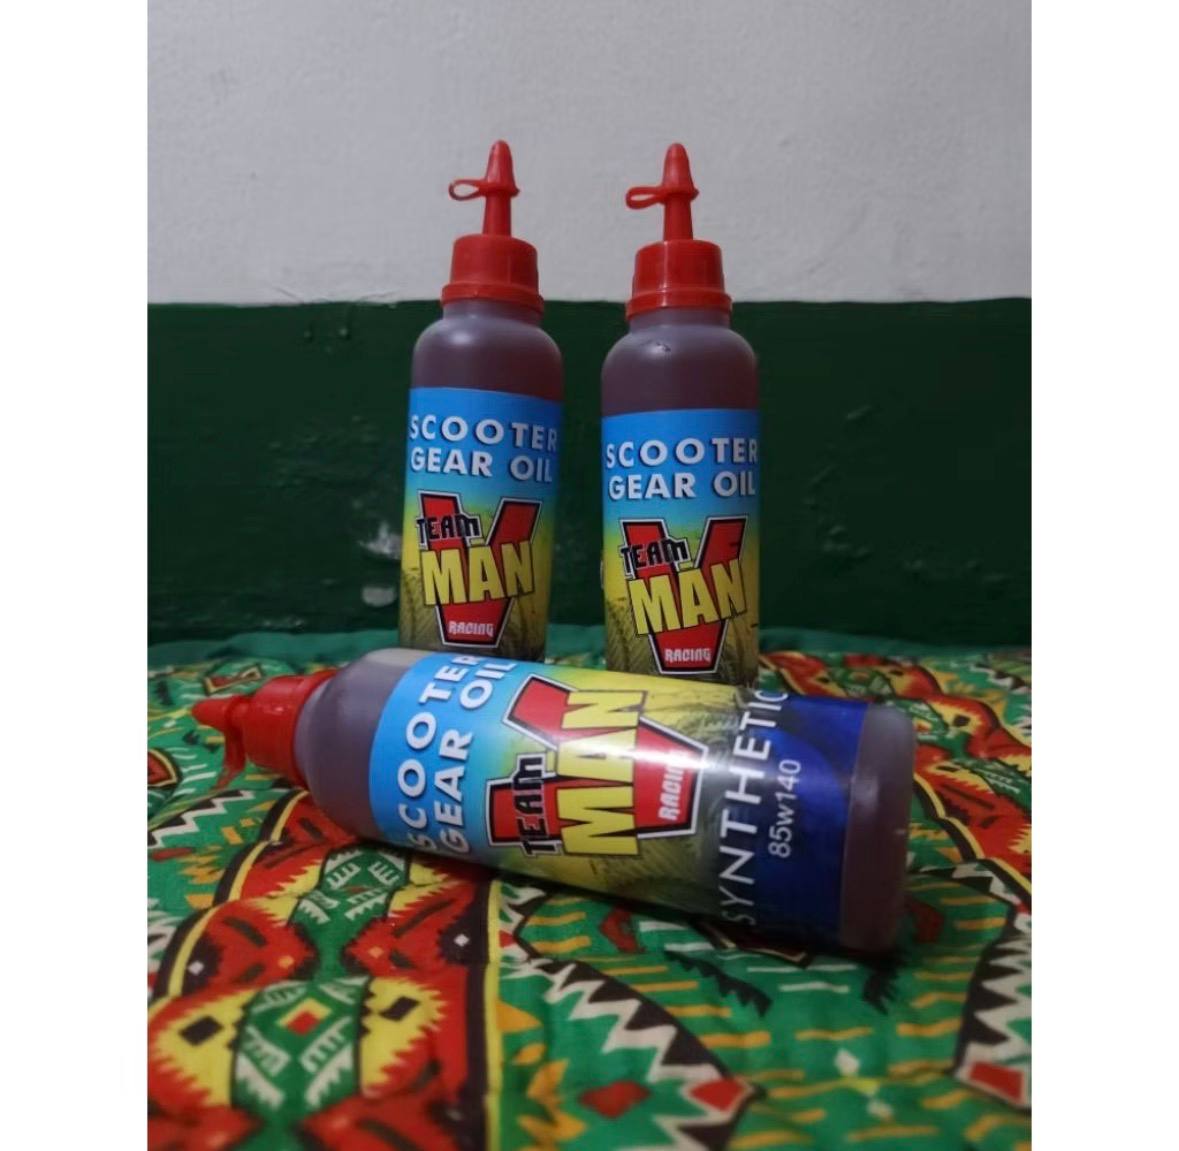 SCOOTER
GEAR OIL
TEAM
V
MAN
RACING
SCOOTER
GEAR OIL
TEAM
V
MAN
RACING
SCOOTER
GEAR OIL
TEAM
V
MAN
RACING
SYNTHETIC
85w140